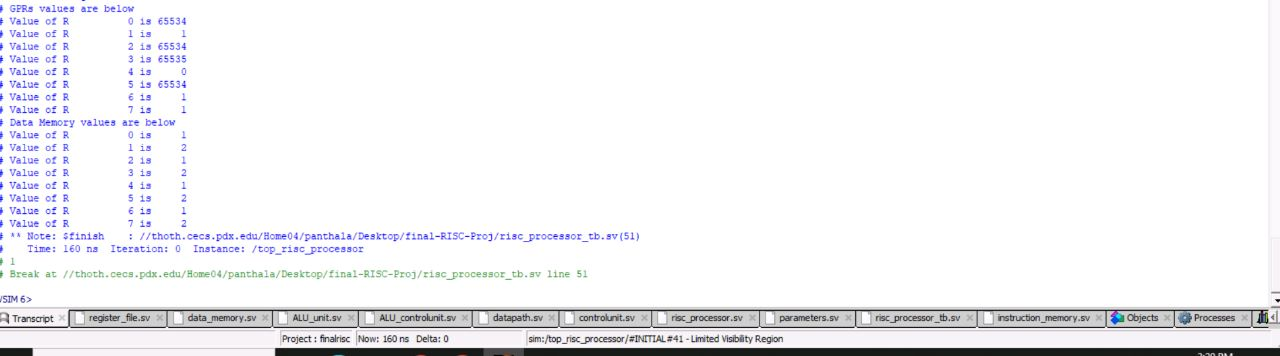 # GPRs values are below
# Value of R 0 is 65534
# Value of R 1 is 1
# Value of R 2 is 65534
# Value of R 3 is 65535
# Value of R 4 is 0
# Value of R 5 is 65534
# Value of R 6 is 1
# Value of R 7 is 1
# Data Memory values are below
# Value of R 0 is 1
# Value of R 1 is 2
# Value of R 2 is 1
# Value of R 3 is 2
# Value of R 4 is 1
# Value of R 5 is 2
# Value of R 6 is 1
# Value of R 7 is 2
# ** Note: $finish : //thoth.cecs.pdx.edu/Home04/panthala/Desktop/final-RISC-Proj/risc_processor_tb.sv(51)
# Time: 160 ns Iteration: 0 Instance: /top_risc_processor
# 1
# Break at //thoth.cecs.pdx.edu/Home04/panthala/Desktop/final-RISC-Proj/risc_processor_tb.sv line 51
VSIM 6>
Transcript register_file.sv data_memory.sv ALU_unit.sv ALU_controlunit.sv datapath.sv controlunit.sv risc_processor.sv parameters.sv risc_processor_tb.sv instruction_memory.sv Objects Processes
Project : finalrisc Now: 160 ns Delta: 0 sim:/top_risc_processor/#INITIAL#41 - Limited Visibility Region